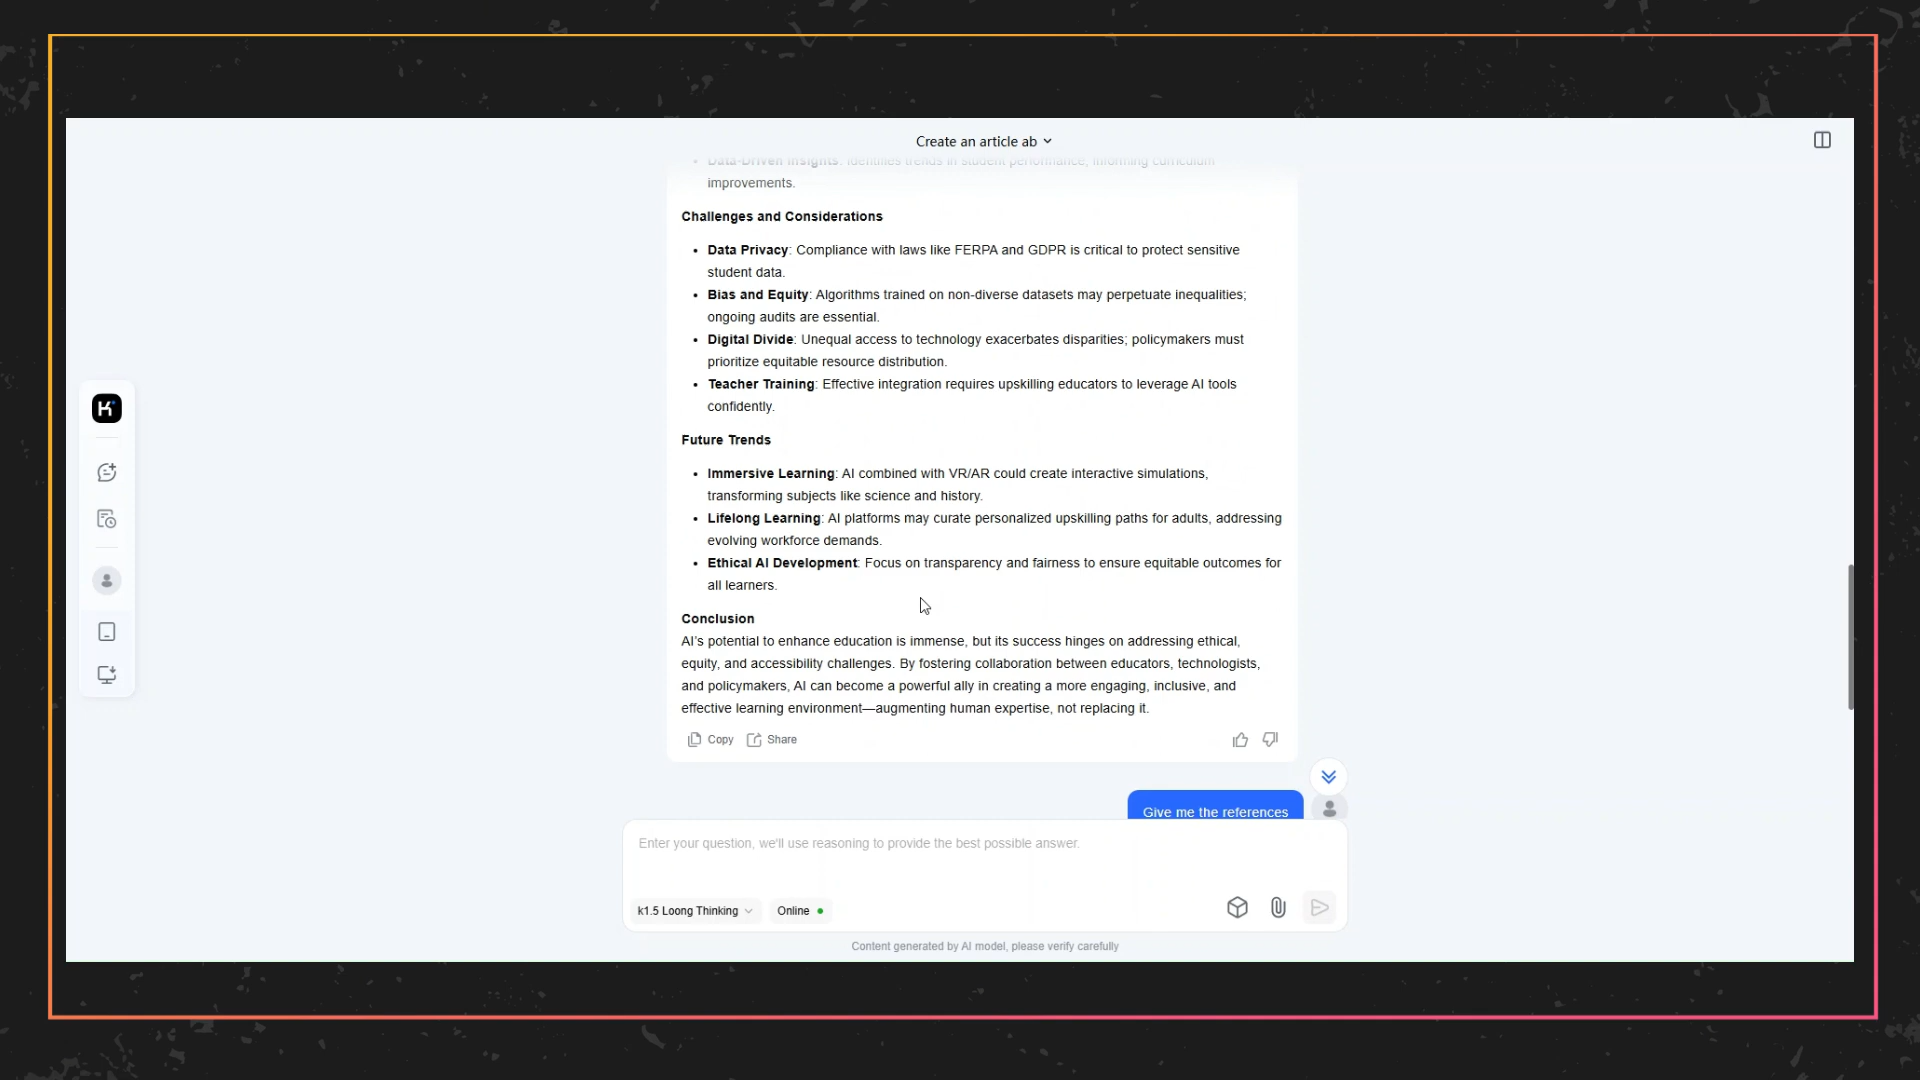 Create an article ab
Data-Driven Insights: Identifies trends in student performance, informing curriculum
improvements.
Challenges and Considerations
• Data Privacy: Compliance with laws like FERPA and GDPR is critical to protect sensitive
student data.
• Bias and Equity: Algorithms trained on non-diverse datasets may perpetuate inequalities;
ongoing audits are essential.
• Digital Divide: Unequal access to technology exacerbates disparities; policymakers must
prioritize equitable resource distribution.
• Teacher Training: Effective integration requires upskilling educators to leverage AI tools
confidently.
Future Trends
• Immersive Learning: AI combined with VR/AR could create interactive simulations,
transforming subjects like science and history.
• Lifelong Learning: AI platforms may curate personalized upskilling paths for adults, addressing
evolving workforce demands.
• Ethical AI Development: Focus on transparency and fairness to ensure equitable outcomes for
all learners.
Conclusion
AI’s potential to enhance education is immense, but its success hinges on addressing ethical,
equity, and accessibility challenges. By fostering collaboration between educators, technologists,
and policymakers, AI can become a powerful ally in creating a more engaging, inclusive, and
effective learning environment—augmenting human expertise, not replacing it.
Copy Share
Give me the references
Enter your question, we'll use reasoning to provide the best possible answer.
k1.5 Loong Thinking Online
Content generated by AI model, please verify carefully
K